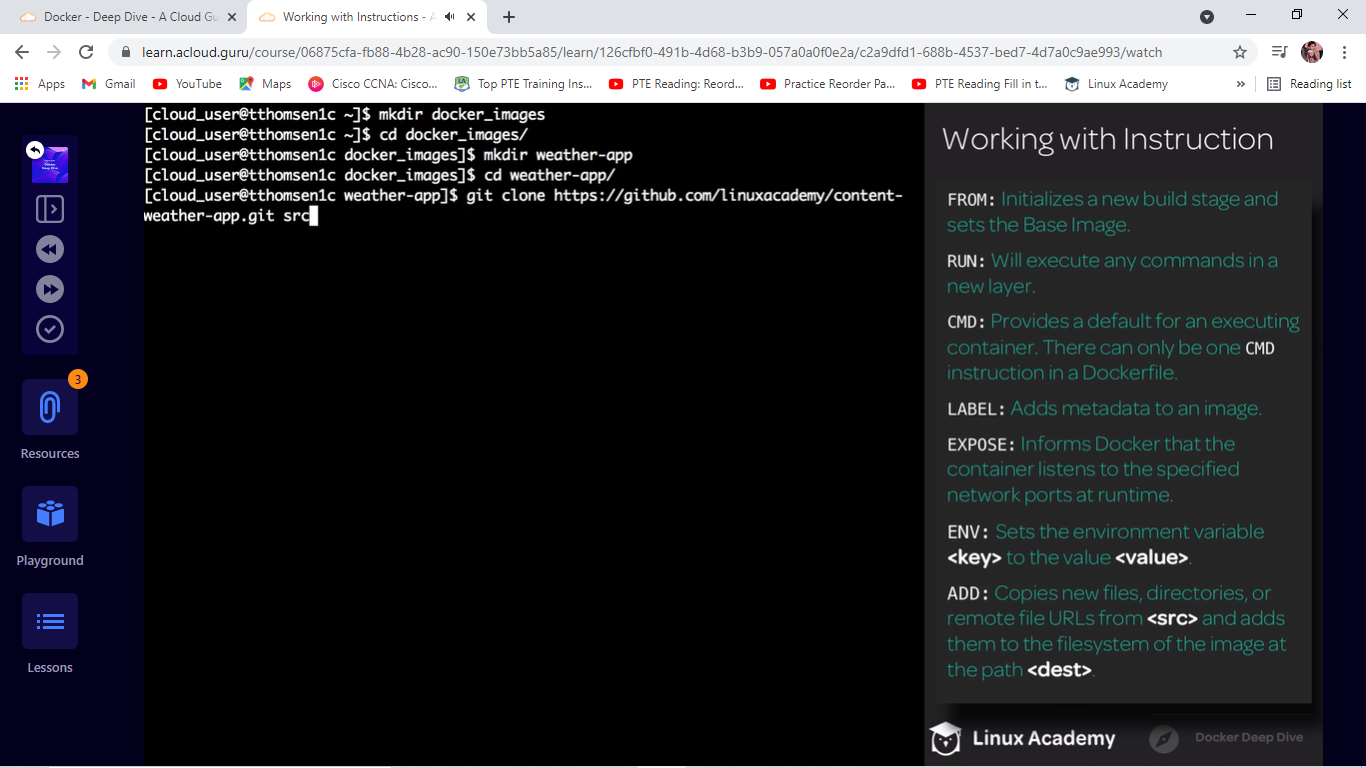 Docker - Deep Dive - A Cloud Gu
Working with Instructions - A
learn.acloud.guru/course/06875cfa-fb88-4b28-ac90-150e73bb5a85/learn/126cfbf0-491b-4d68-b3b9-057a0a0f0e2a/c2a9dfd1-688b-4537-bed7-4d7a0c9ae993/watch
Apps Gmail YouTube Maps Cisco CCNA: Cisco... Top PTE Training Ins... PTE Reading: Reord... Practice Reorder Pa... PTE Reading Fill in t... Linux Academy » Reading list
[cloud_user@tthomsen1c ~]$ mkdir docker_images
[cloud_user@tthomsen1c ~]$ cd docker_images/
[cloud_user@tthomsen1c docker_images]$ mkdir weather-app
[cloud_user@tthomsen1c docker_images]$ cd weather-app/
[cloud_user@tthomsen1c weather-app]$ git clone https://github.com/linuxacademy/content-
weather-app.git src
3
Resources
Playground
Lessons
Working with Instruction
FROM: Initializes a new build stage and
sets the Base Image.
RUN: Will execute any commands in a
new layer.
CMD: Provides a default for an executing
container. There can only be one CMD
instruction in a Dockerfile.
LABEL: Adds metadata to an image.
EXPOSE: Informs Docker that the
container listens to the specified
network ports at runtime.
ENV: Sets the environment variable
<key> to the value <value>.
ADD: Copies new files, directories, or
remote file URLs from <src> and adds
them to the filesystem of the image at
the path <dest>.
Linux Academy
Docker Deep Dive